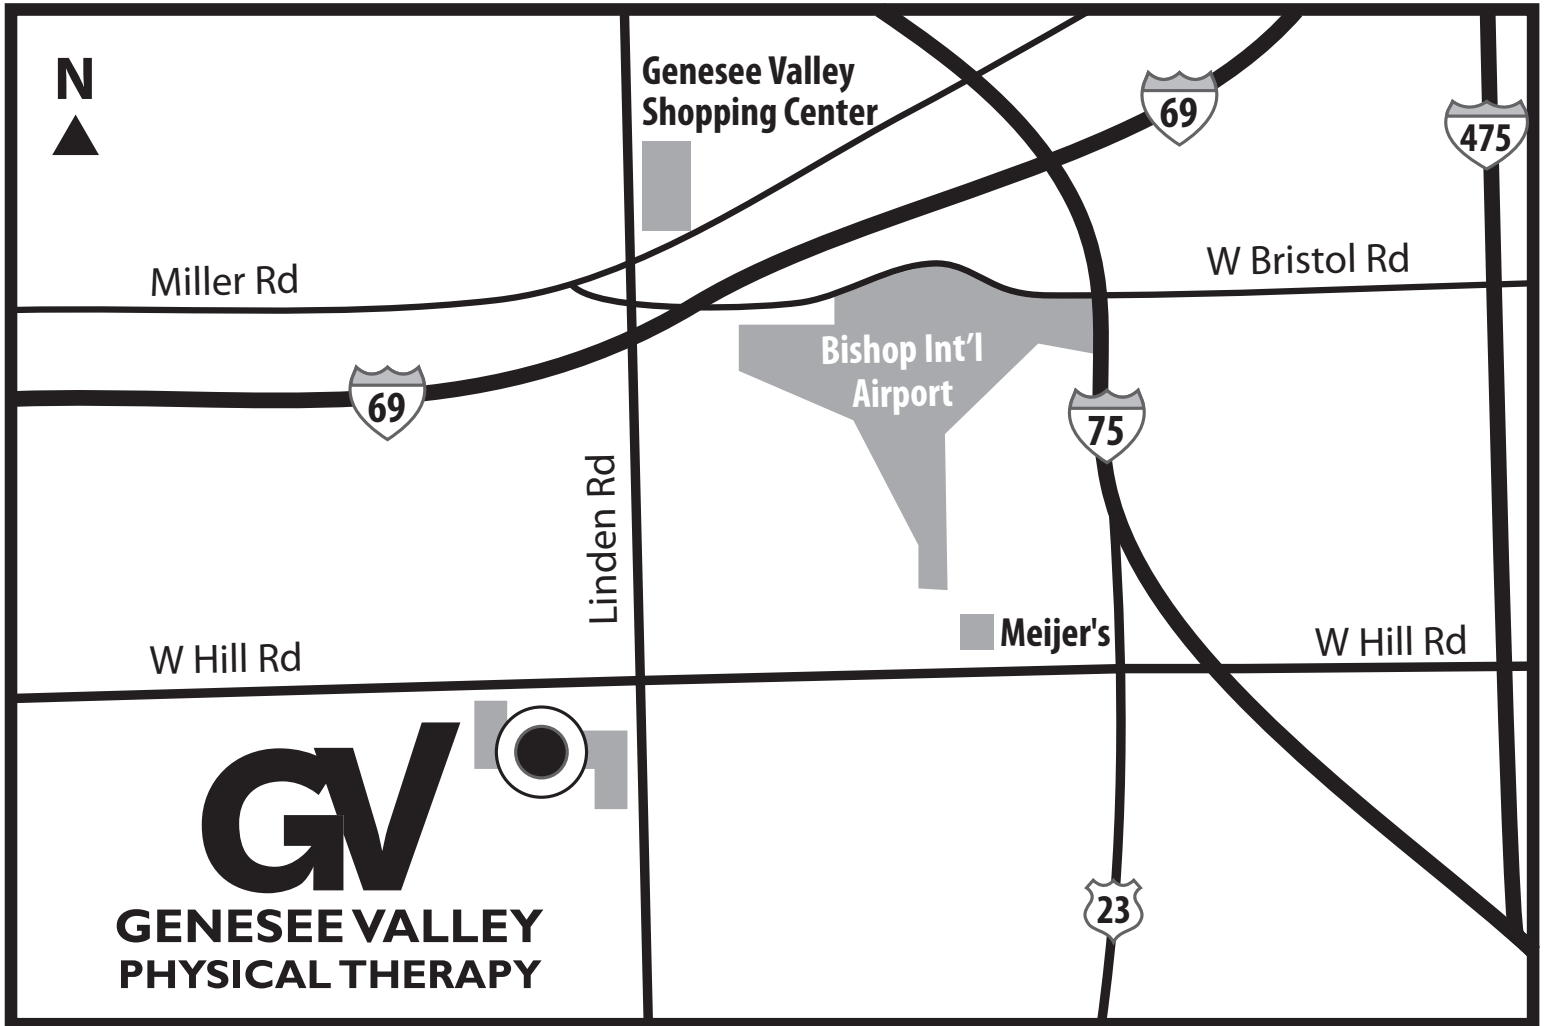 N
Genesee Valley
Shopping Center
69
475
Miller Rd
W Bristol Rd
Bishop Int'l
Airport
69
75
Linden Rd
Meijer's
W Hill Rd
W Hill Rd
GV
GENESEE VALLEY
PHYSICAL THERAPY
23